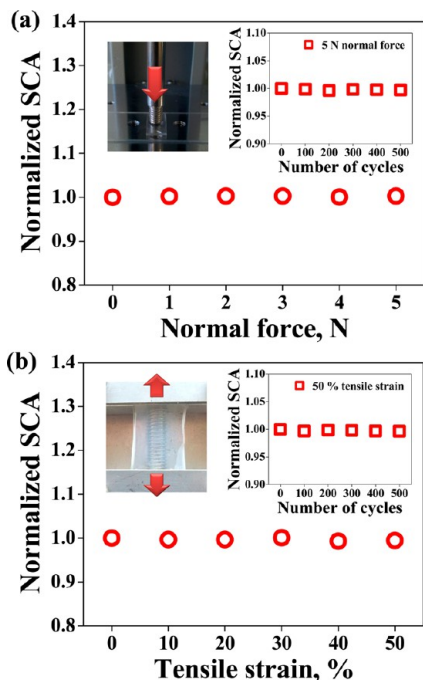 (a)
1.4
1.3
1.2
1.1
1.0
0.9
0.8
Normalized SCA
0 1 2 3 4 5
Normal force, N
1.10
1.05
1.00
0.95
0.90
Normalized SCA
5 N normal force
0 100 200 300 400 500
Number of cycles
(b)
1.4
1.3
1.2
1.1
1.0
0.9
0.8
Normalized SCA
0 10 20 30 40 50
Tensile strain, %
1.10
1.05
1.00
0.95
0.90
Normalized SCA
50 % tensile strain
0 100 200 300 400 500
Number of cycles